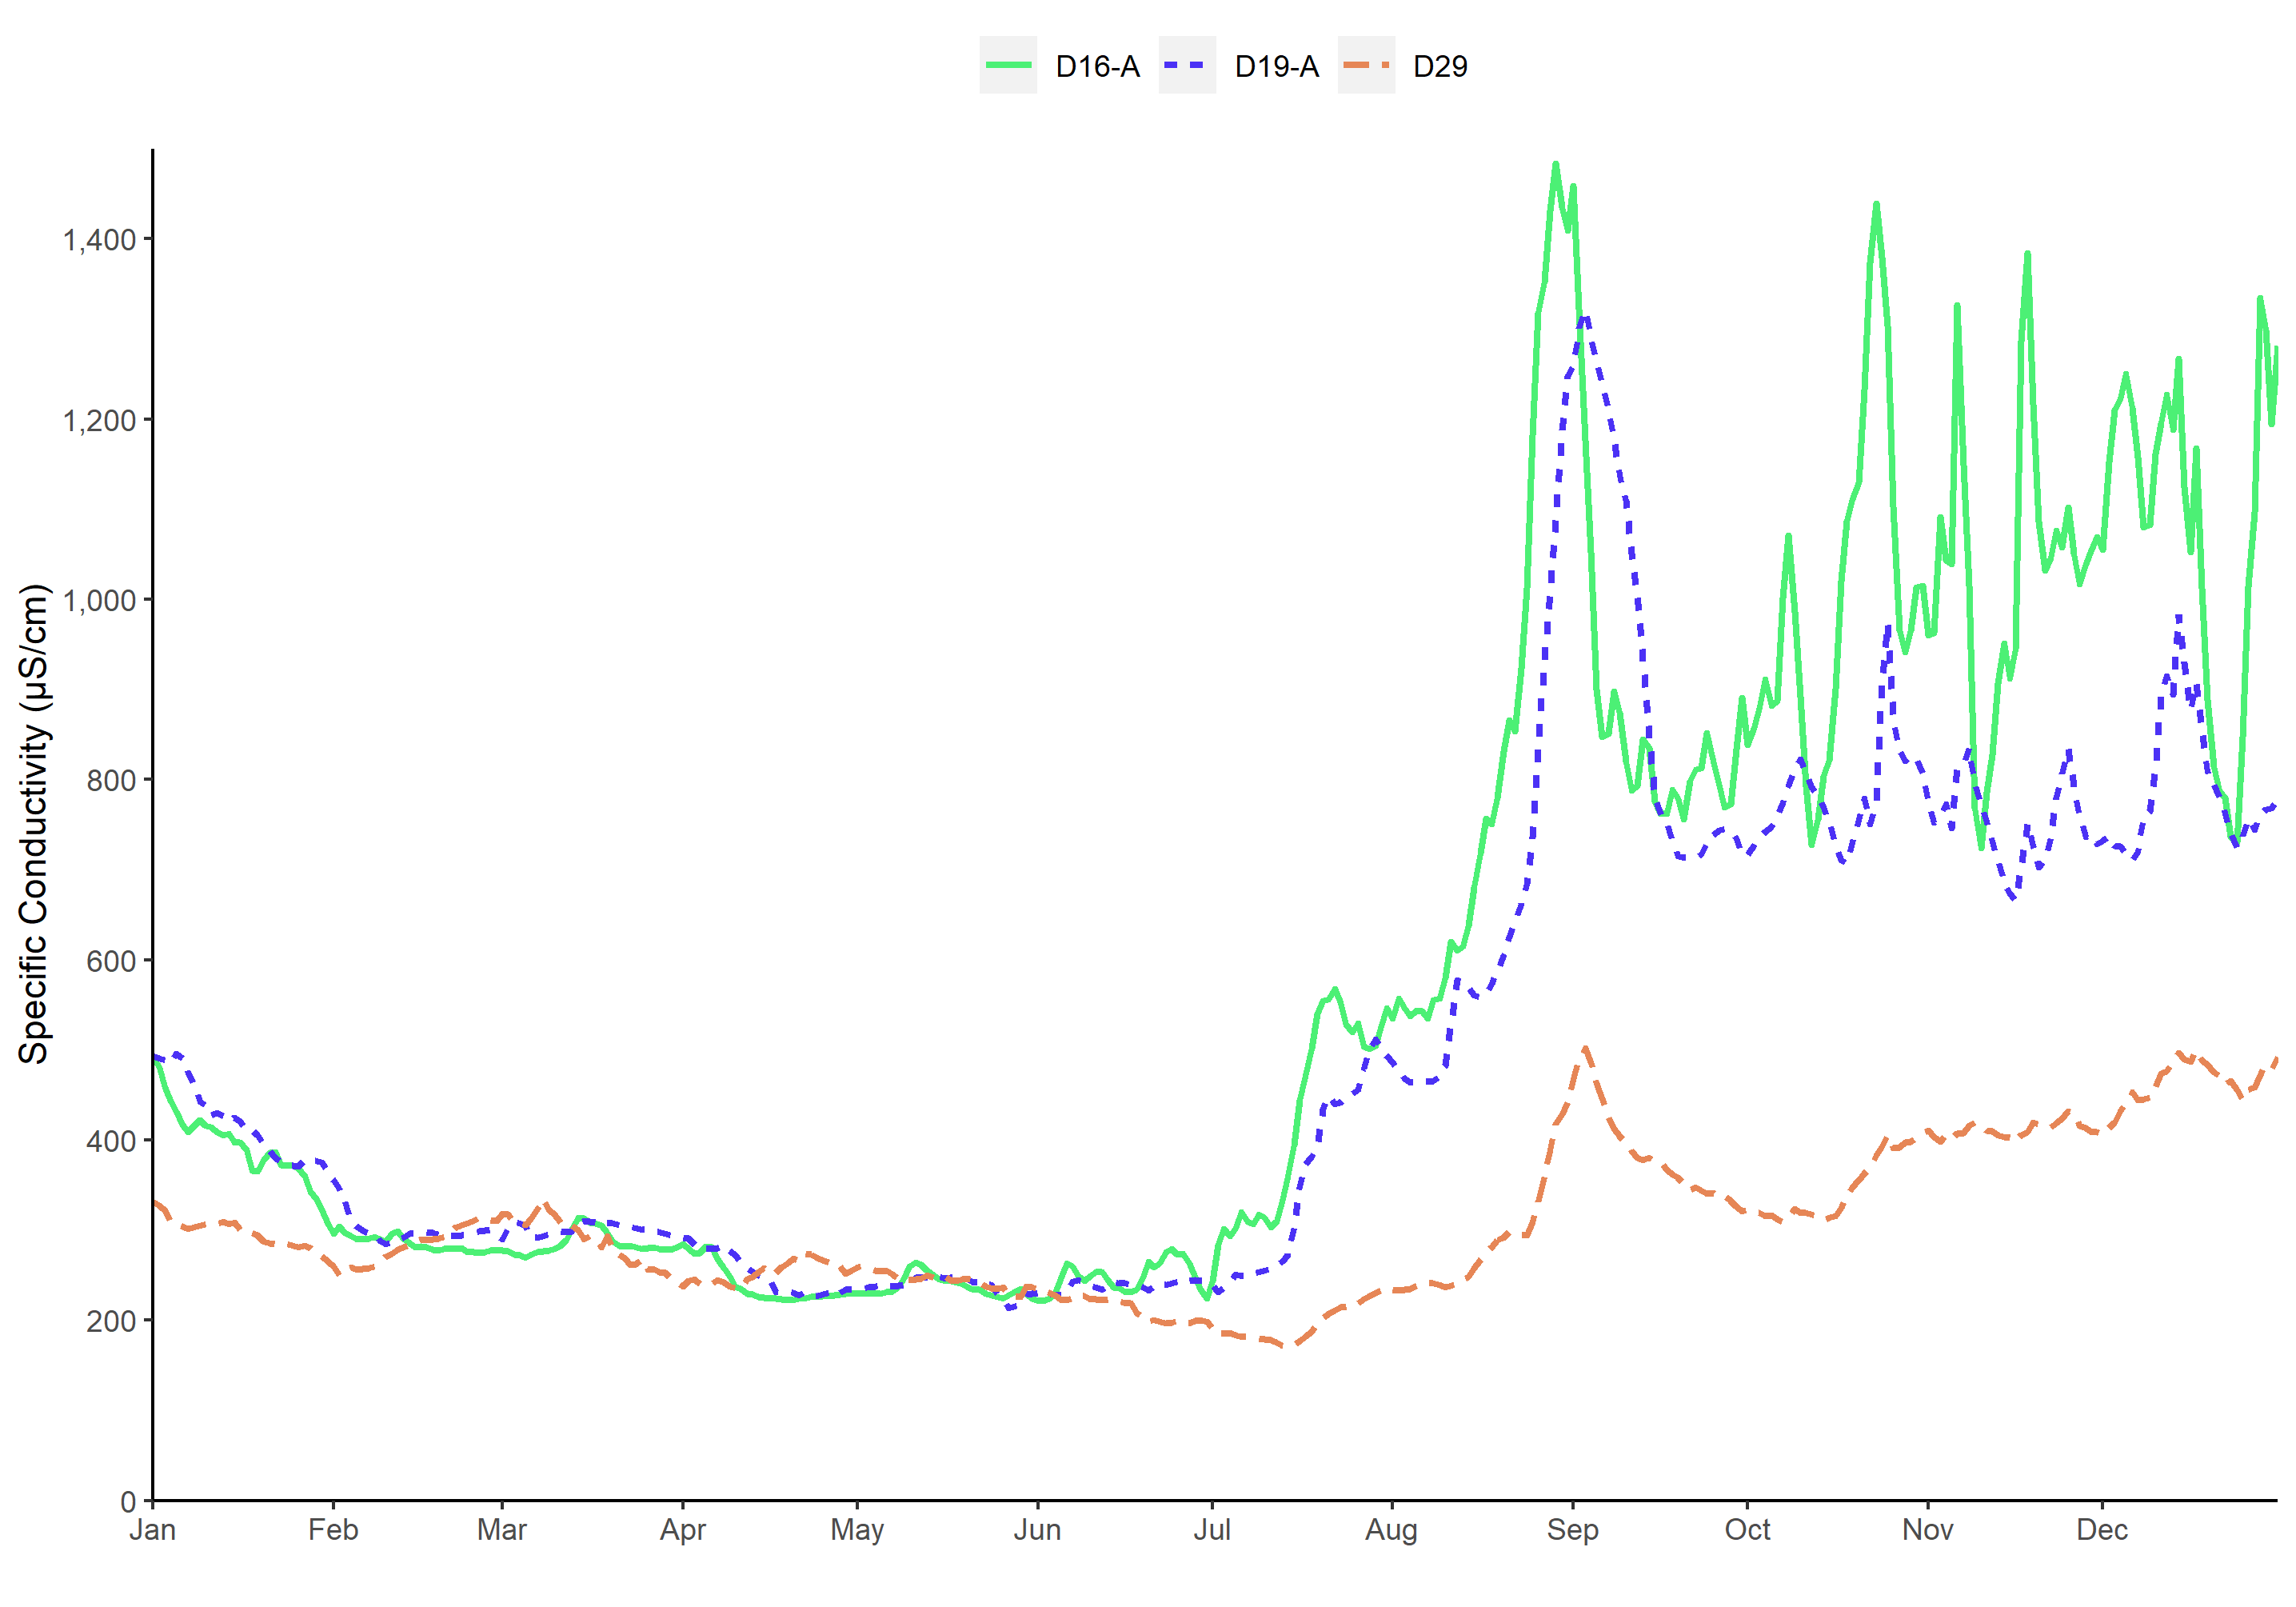 D16-A D19-A D29
Specific Conductivity (µS/cm)
1,400
1,200
1,000
800
600
400
200
0
Jan Feb Mar Apr May Jun Jul Aug Sep Oct Nov Dec